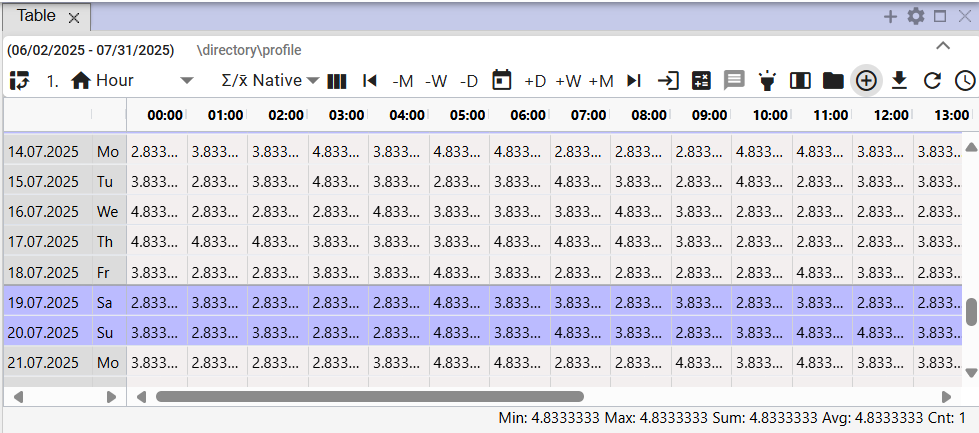 Table
(06/02/2025 - 07/31/2025) \directory\profile
1. Hour Σ/x̄ Native -M -W -D +D +W +M
00:00 01:00 02:00 03:00 04:00 05:00 06:00 07:00 08:00 09:00 10:00 11:00 12:00 13:00
14.07.2025 Mo 2.833... 3.833... 3.833... 4.833... 3.833... 4.833... 4.833... 2.833... 2.833... 2.833... 4.833... 4.833... 3.833... 3.833...
15.07.2025 Tu 3.833... 2.833... 3.833... 4.833... 3.833... 2.833... 3.833... 4.833... 3.833... 2.833... 4.833... 2.833... 3.833... 3.833...
16.07.2025 We 4.833... 2.833... 2.833... 2.833... 4.833... 3.833... 3.833... 3.833... 4.833... 3.833... 2.833... 2.833... 2.833... 2.833...
17.07.2025 Th 4.833... 4.833... 4.833... 3.833... 3.833... 3.833... 4.833... 4.833... 4.833... 2.833... 3.833... 3.833... 3.833... 3.833...
18.07.2025 Fr 3.833... 2.833... 3.833... 3.833... 3.833... 4.833... 2.833... 2.833... 3.833... 2.833... 2.833... 4.833... 3.833... 2.833...
19.07.2025 Sa 2.833... 3.833... 2.833... 2.833... 2.833... 4.833... 3.833... 3.833... 2.833... 3.833... 3.833... 2.833... 3.833... 2.833...
20.07.2025 Su 3.833... 3.833... 2.833... 3.833... 2.833... 4.833... 3.833... 4.833... 3.833... 2.833... 3.833... 4.833... 4.833... 3.833...
21.07.2025 Mo 3.833... 2.833... 3.833... 2.833... 3.833... 4.833... 4.833... 2.833... 2.833... 4.833... 3.833... 4.833... 3.833... 3.833...
Min: 4.8333333 Max: 4.8333333 Sum: 4.8333333 Avg: 4.8333333 Cnt: 1